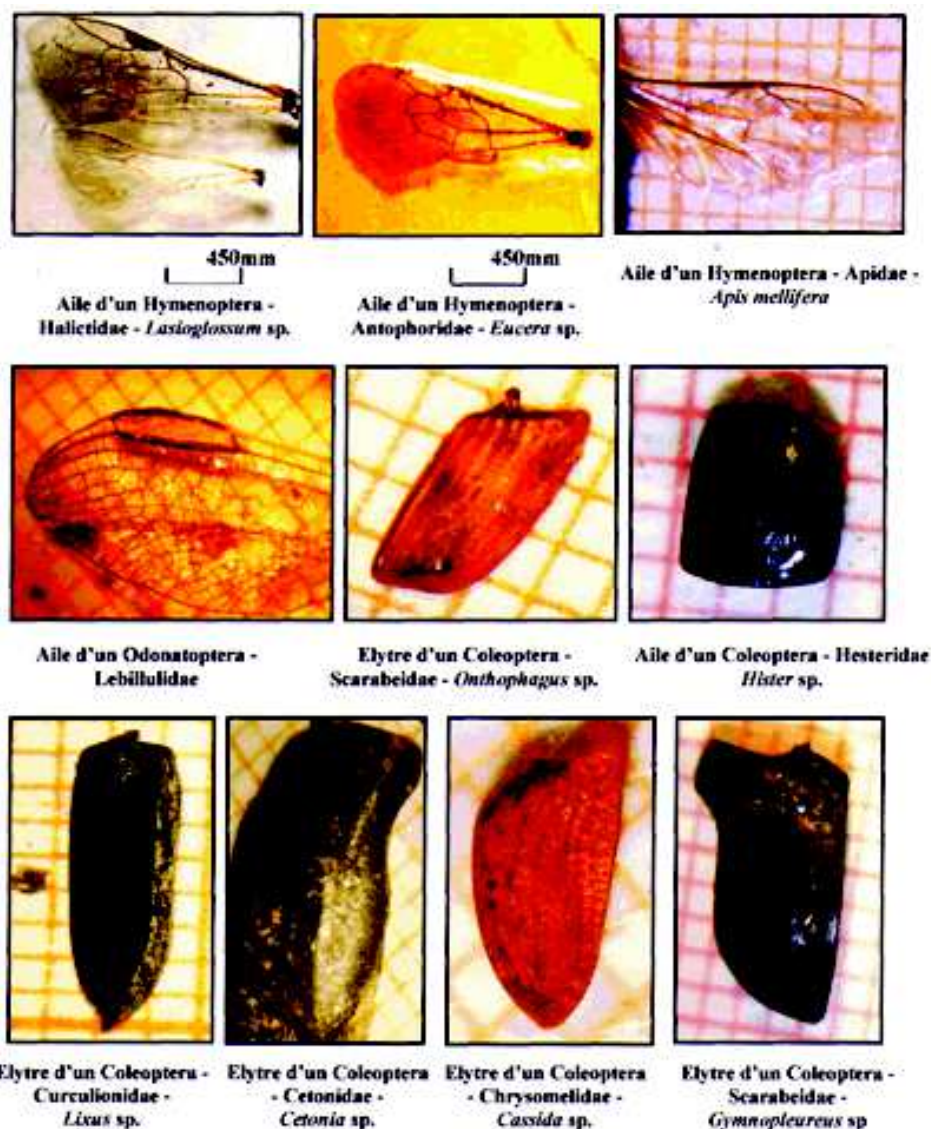 450mm
Aile d'un Hymenoptera -
Halictidae - Lasioglossum sp.
450mm
Aile d'un Hymenoptera -
Antophoridae - Eucera sp.
Aile d'un Hymenoptera - Apidae -
Apis mellifera
Aile d'un Odonatoptera -
Lebillulidae
Elytre d'un Coleoptera -
Scarabeidae - Onthophagus sp.
Aile d'un Coleoptera - Hesteridae
Hister sp.
Elytre d'un Coleoptera -
Curculionidae -
Lixus sp.
Elytre d'un Coleoptera
- Cetonidae -
Cetonia sp.
Elytre d'un Coleoptera
- Chrysomelidae -
Cassida sp.
Elytre d'un Coleoptera -
Scarabeidae -
Gymnopleureus sp